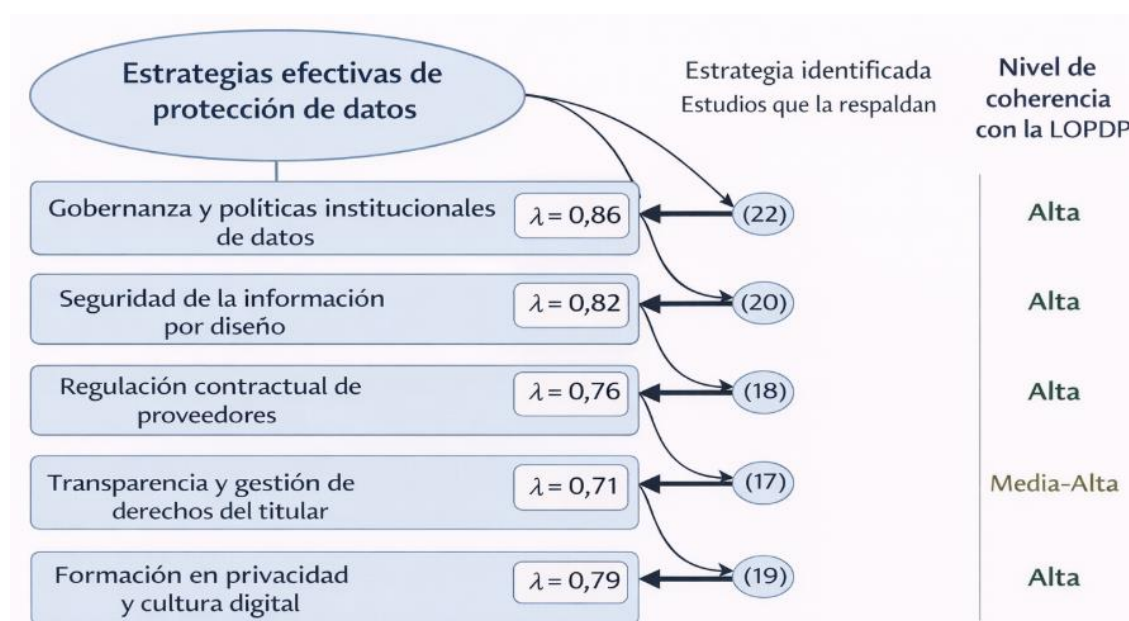 Estrategias efectivas de
protección de datos
Estrategia identificada
Estudios que la respaldan
Nivel de
coherencia
con la LOPDP
Gobernanza y políticas institucionales
de datos
λ = 0,86
(22)
Alta
Seguridad de la información
por diseño
λ = 0,82
(20)
Alta
Regulación contractual de
proveedores
λ = 0,76
(18)
Alta
Transparencia y gestión de
derechos del titular
λ = 0,71
(17)
Media-Alta
Formación en privacidad
y cultura digital
λ = 0,79
(19)
Alta